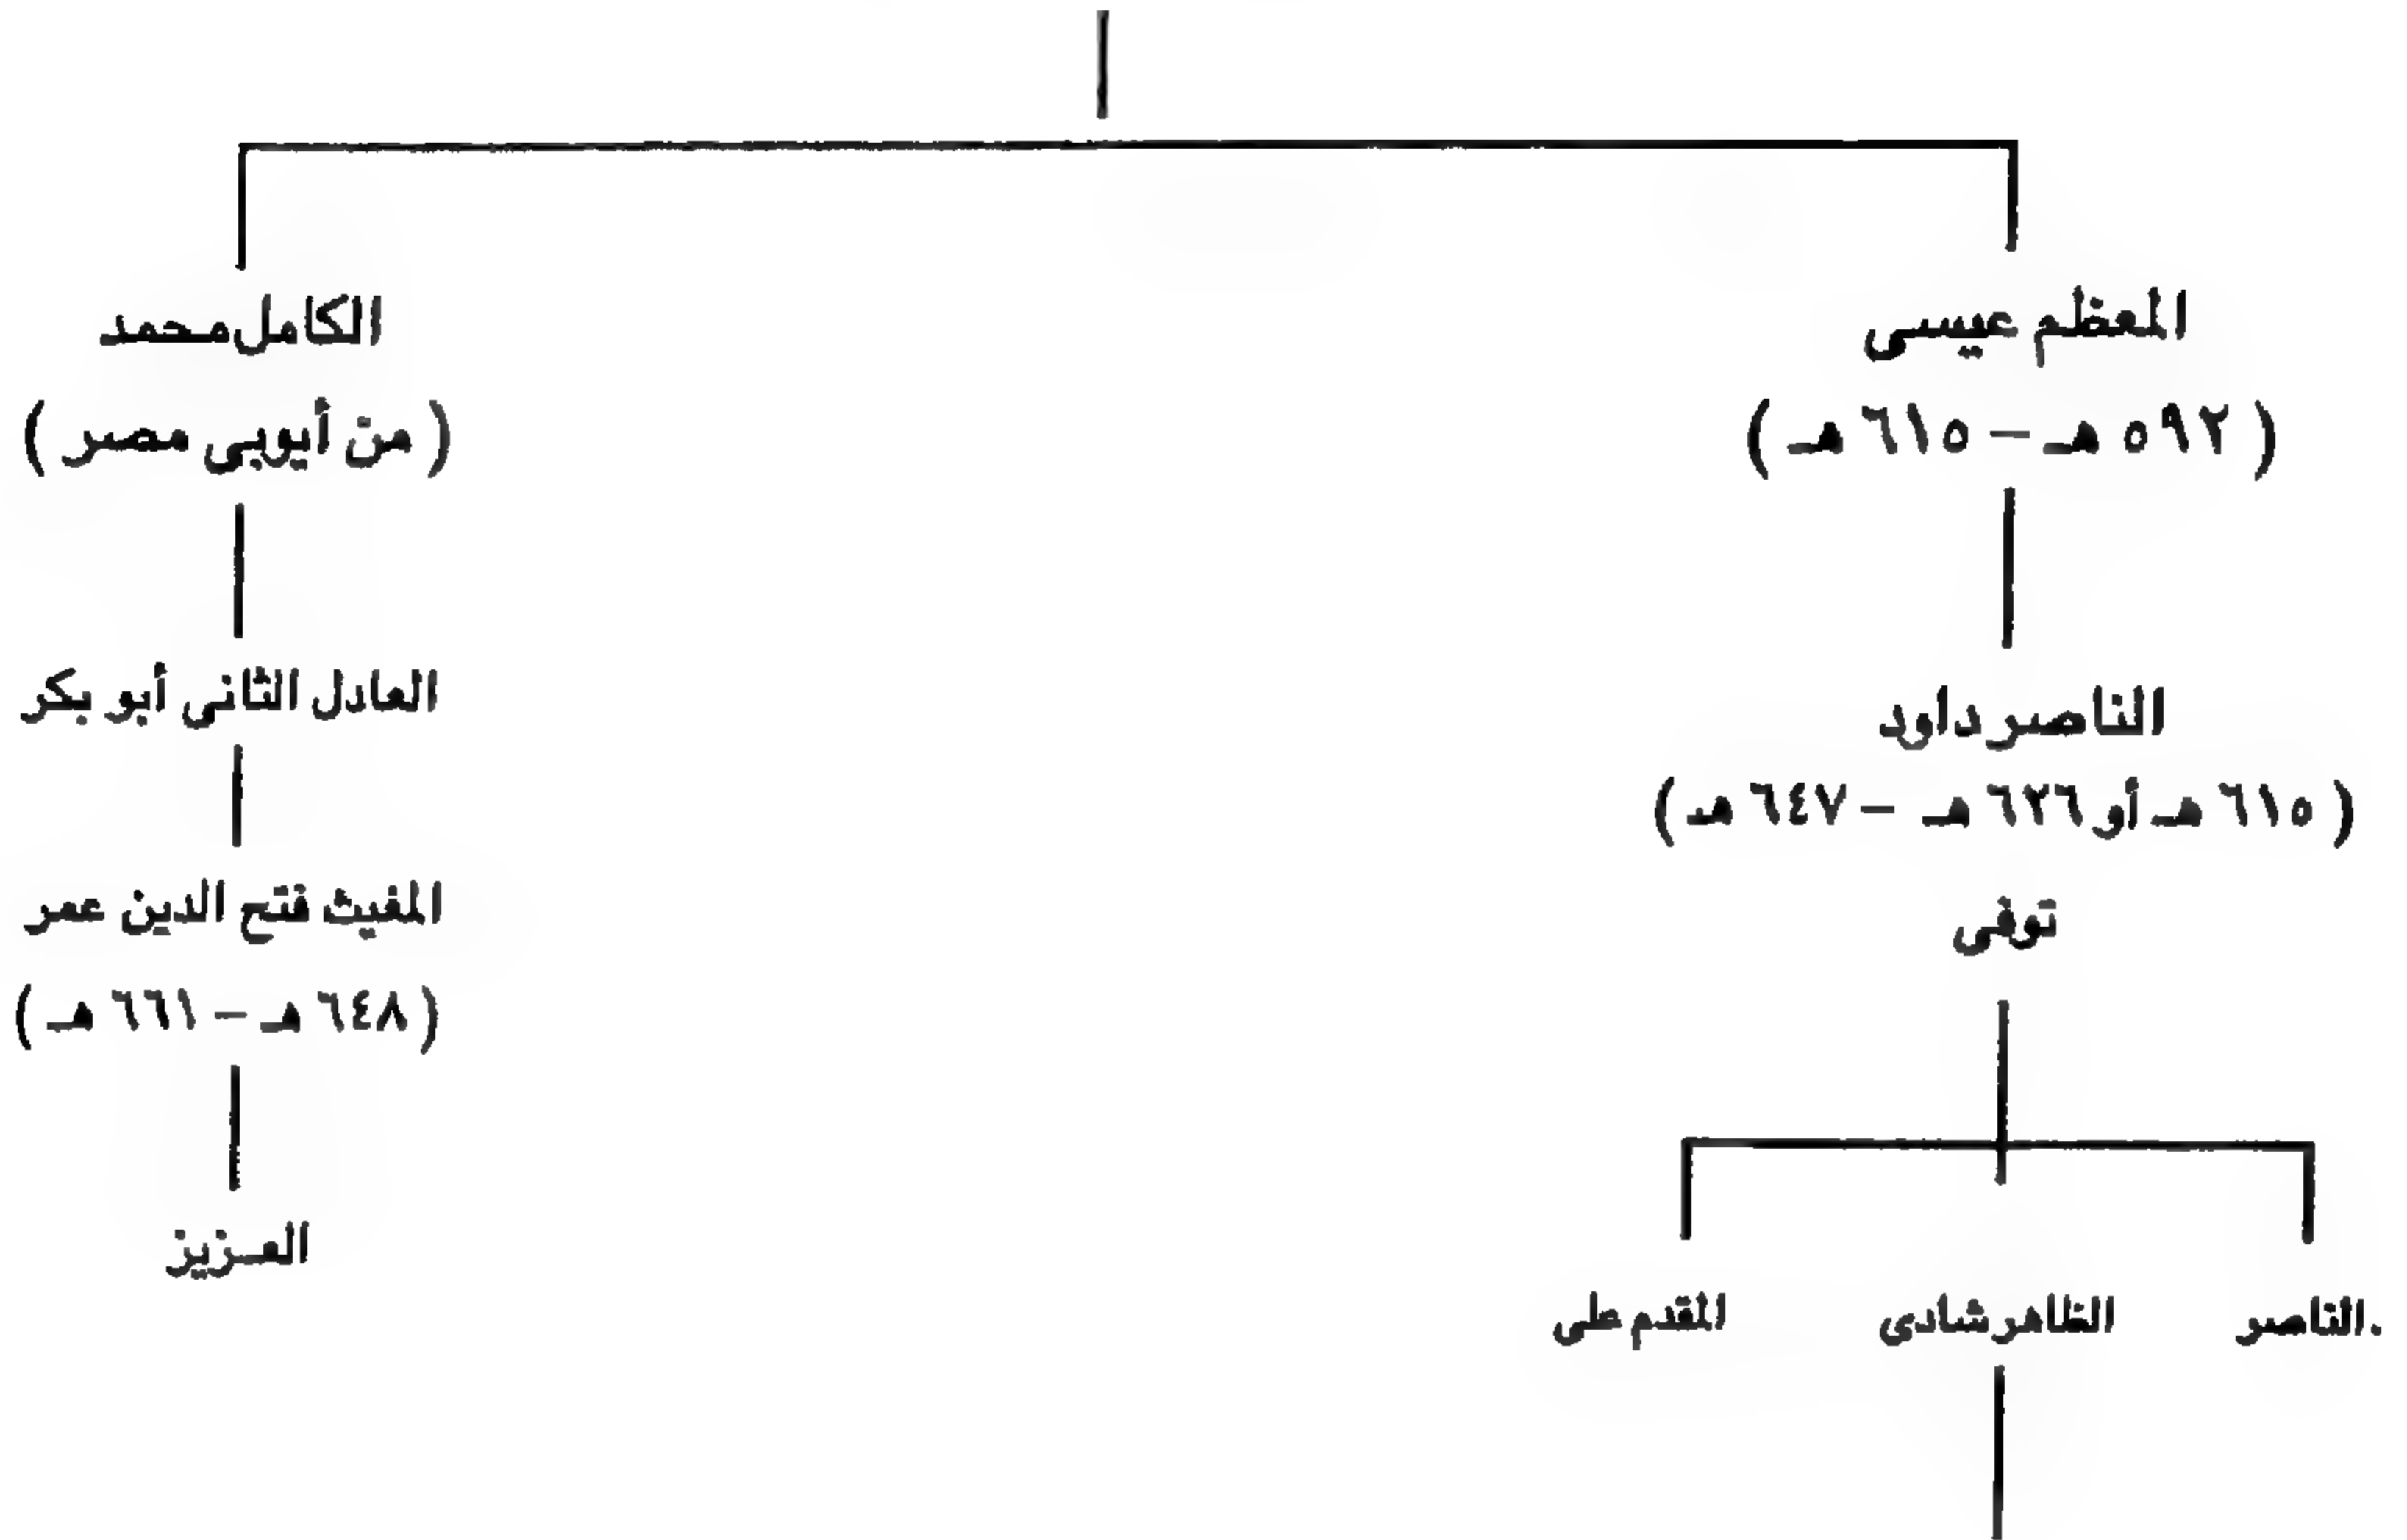 المعظم عيسى
( ٥٩٢ هـ – ٦١٥ هـ )
الناصر داود
( ٦١٥ هـ أو ٦٢٦ هـ – ٦٤٧ هـ )
توفى
الناصر.
الظاهر شادى
المقدم على
الكامل محمد
( من أيوبى مصر )
العادل الثانى أبو بكر
المغيث فتح الدين عمر
( ٦٤٨ هـ – ٦٦١ هـ )
العزيز